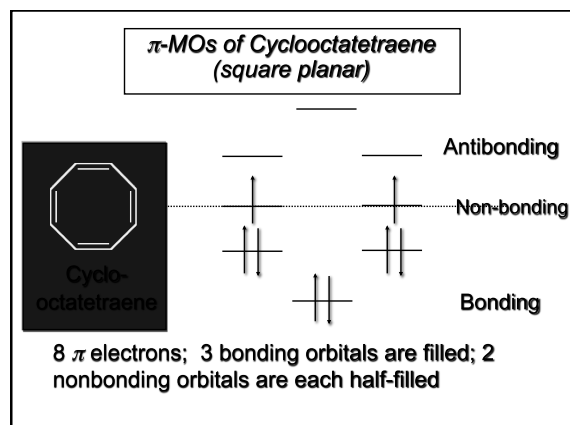 π-MOs of Cyclooctatetraene
(square planar)
Antibonding
Non-bonding
Cyclo-
octatetraene
Bonding
8 π electrons; 3 bonding orbitals are filled; 2
nonbonding orbitals are each half-filled